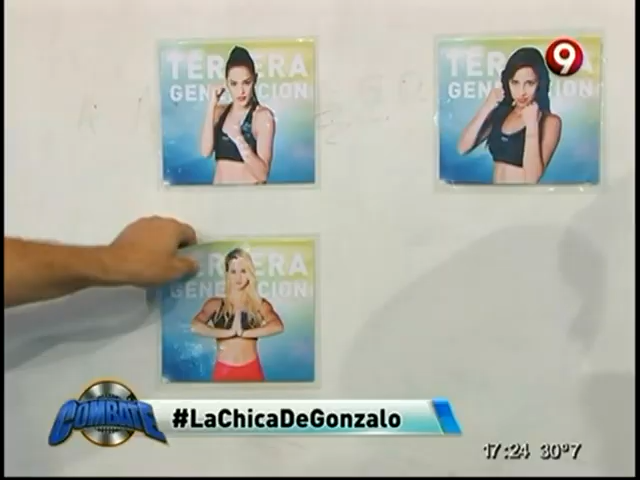 TERCERA
GENERACION
TERCERA
GENERACION
9
TERCERA
GENERACION
COMBATE
#LaChicaDeGonzalo
17:24 30°7